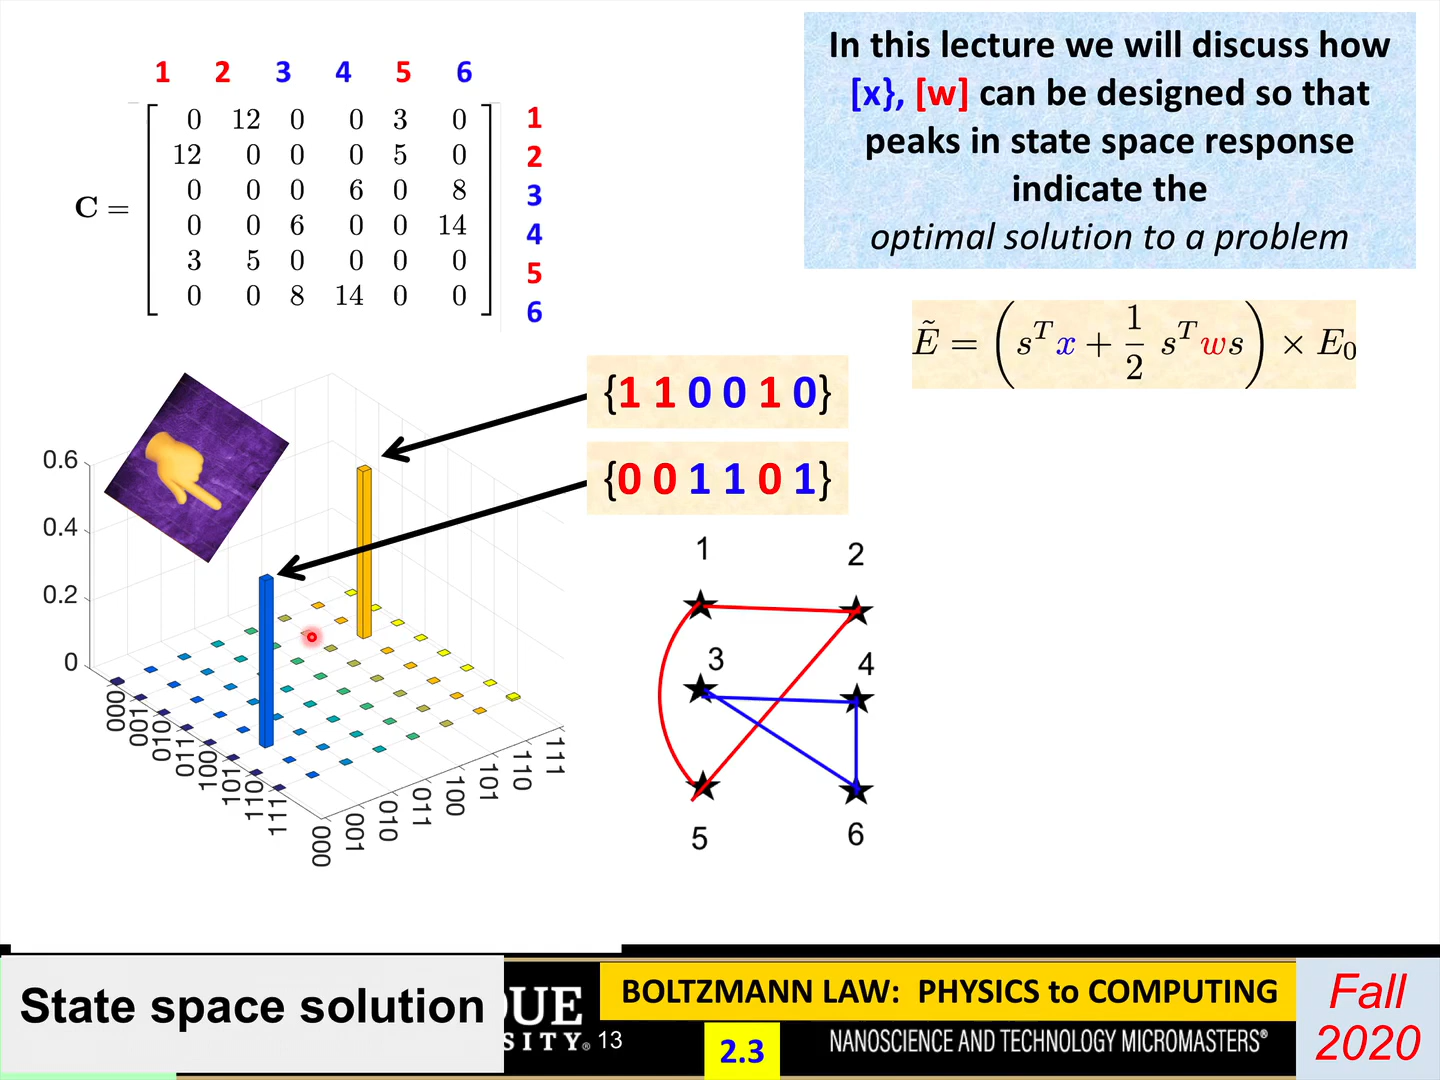 1 2 3 4 5 6
C =
0 12 0 0 3 0 1
12 0 0 0 5 0 2
0 0 0 6 0 8 3
0 0 6 0 0 14 4
3 5 0 0 0 0 5
0 0 8 14 0 0 6
In this lecture we will discuss how
[x}, [w] can be designed so that
peaks in state space response
indicate the
optimal solution to a problem
Ẽ = ( sᵀx + 1/2 sᵀws ) × E₀
{1 1 0 0 1 0}
{0 0 1 1 0 1}
0.6
0.4
0.2
0
000 001 010 011 100 101 110 111
000 001 010 011 100 101 110 111
1 2
3 4
5 6
State space solution
BOLTZMANN LAW: PHYSICS to COMPUTING
13
2.3
NANOSCIENCE AND TECHNOLOGY MICROMASTERS®
Fall
2020